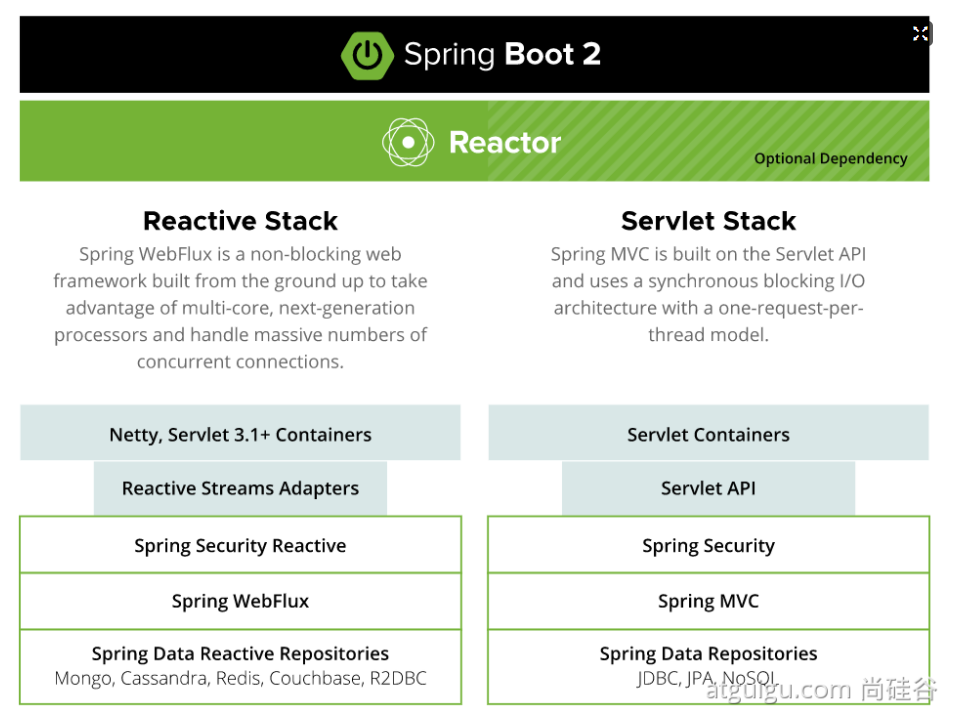 Spring Boot 2
Reactor
Optional Dependency
Reactive Stack
Spring WebFlux is a non-blocking web
framework built from the ground up to take
advantage of multi-core, next-generation
processors and handle massive numbers of
concurrent connections.
Servlet Stack
Spring MVC is built on the Servlet API
and uses a synchronous blocking I/O
architecture with a one-request-per-
thread model.
Netty, Servlet 3.1+ Containers
Reactive Streams Adapters
Spring Security Reactive
Spring WebFlux
Spring Data Reactive Repositories
Mongo, Cassandra, Redis, Couchbase, R2DBC
Servlet Containers
Servlet API
Spring Security
Spring MVC
Spring Data Repositories
JDBC, JPA, NoSQL
atguigu.com 尚硅谷